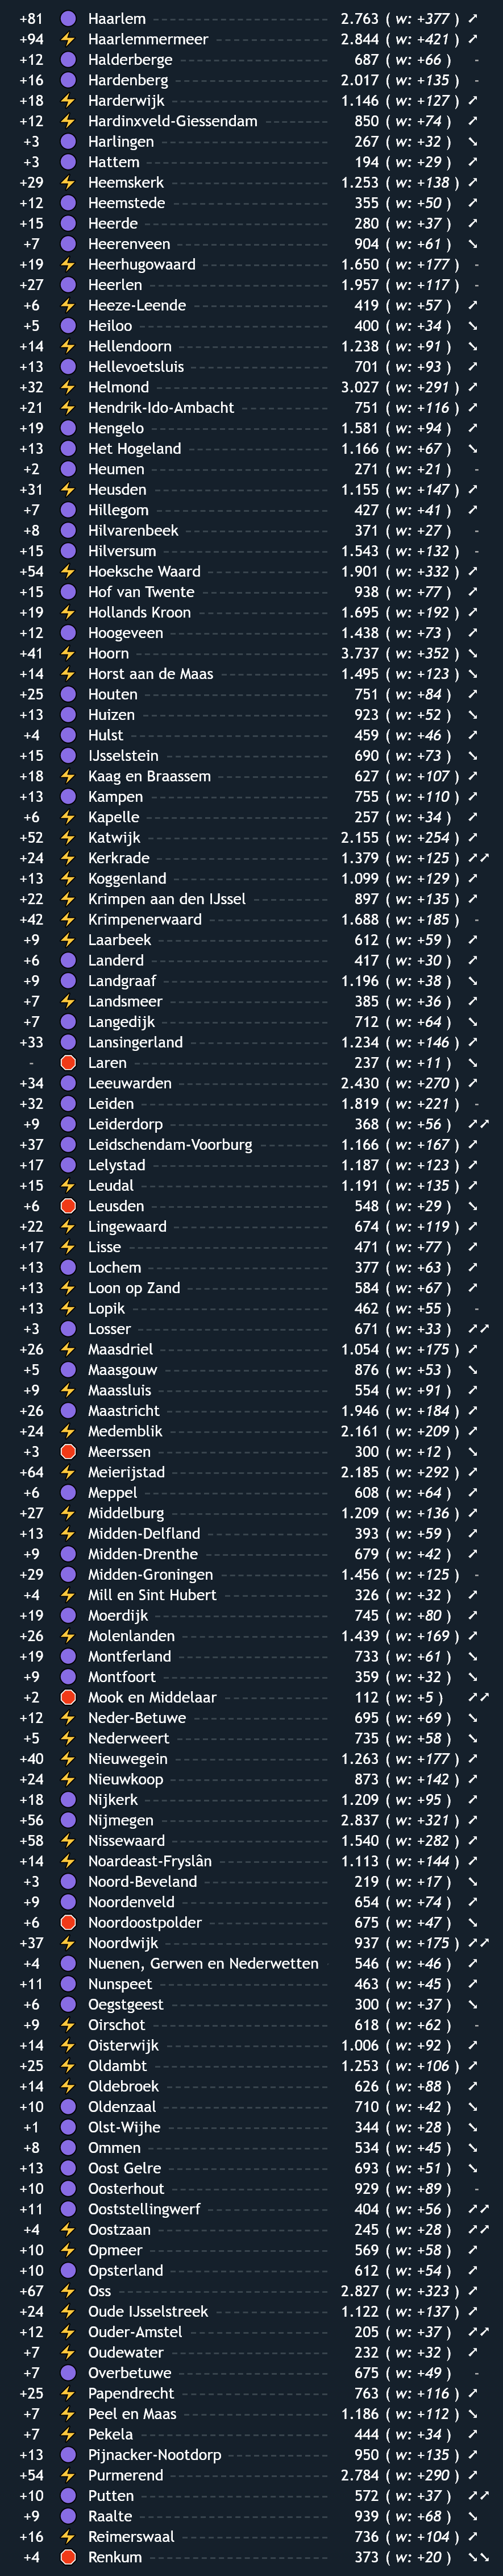 +81 Haarlem 2.763 ( w: +377 )
+94 Haarlemmermeer 2.844 ( w: +421 )
+12 Halderberge 687 ( w: +66 ) -
+16 Hardenberg 2.017 ( w: +135 ) -
+18 Harderwijk 1.146 ( w: +127 )
+12 Hardinxveld-Giessendam 850 ( w: +74 )
+3 Harlingen 267 ( w: +32 )
+3 Hattem 194 ( w: +29 )
+29 Heemskerk 1.253 ( w: +138 )
+12 Heemstede 355 ( w: +50 )
+15 Heerde 280 ( w: +37 )
+7 Heerenveen 904 ( w: +61 )
+19 Heerhugowaard 1.650 ( w: +177 ) -
+27 Heerlen 1.957 ( w: +117 ) -
+6 Heeze-Leende 419 ( w: +57 )
+5 Heiloo 400 ( w: +34 )
+14 Hellendoorn 1.238 ( w: +91 )
+13 Hellevoetsluis 701 ( w: +93 )
+32 Helmond 3.027 ( w: +291 )
+21 Hendrik-Ido-Ambacht 751 ( w: +116 )
+19 Hengelo 1.581 ( w: +94 )
+13 Het Hogeland 1.166 ( w: +67 )
+2 Heumen 271 ( w: +21 ) -
+31 Heusden 1.155 ( w: +147 )
+7 Hillegom 427 ( w: +41 )
+8 Hilvarenbeek 371 ( w: +27 ) -
+15 Hilversum 1.543 ( w: +132 ) -
+54 Hoeksche Waard 1.901 ( w: +332 )
+15 Hof van Twente 938 ( w: +77 )
+19 Hollands Kroon 1.695 ( w: +192 )
+12 Hoogeveen 1.438 ( w: +73 )
+41 Hoorn 3.737 ( w: +352 )
+14 Horst aan de Maas 1.495 ( w: +123 )
+25 Houten 751 ( w: +84 )
+13 Huizen 923 ( w: +52 )
+4 Hulst 459 ( w: +46 )
+15 IJsselstein 690 ( w: +73 )
+18 Kaag en Braassem 627 ( w: +107 )
+13 Kampen 755 ( w: +110 )
+6 Kapelle 257 ( w: +34 )
+52 Katwijk 2.155 ( w: +254 )
+24 Kerkrade 1.379 ( w: +125 )
+13 Koggenland 1.099 ( w: +129 )
+22 Krimpen aan den IJssel 897 ( w: +135 )
+42 Krimpenerwaard 1.688 ( w: +185 ) -
+9 Laarbeek 612 ( w: +59 )
+6 Landerd 417 ( w: +30 )
+9 Landgraaf 1.196 ( w: +38 )
+7 Landsmeer 385 ( w: +36 )
+7 Langedijk 712 ( w: +64 )
+33 Lansingerland 1.234 ( w: +146 )
- Laren 237 ( w: +11 )
+34 Leeuwarden 2.430 ( w: +270 )
+32 Leiden 1.819 ( w: +221 ) -
+9 Leiderdorp 368 ( w: +56 )
+37 Leidschendam-Voorburg 1.166 ( w: +167 )
+17 Lelystad 1.187 ( w: +123 )
+15 Leudal 1.191 ( w: +135 )
+6 Leusden 548 ( w: +29 )
+22 Lingewaard 674 ( w: +119 )
+17 Lisse 471 ( w: +77 )
+13 Lochem 377 ( w: +63 )
+13 Loon op Zand 584 ( w: +67 )
+13 Lopik 462 ( w: +55 ) -
+3 Losser 671 ( w: +33 )
+26 Maasdriel 1.054 ( w: +175 )
+5 Maasgouw 876 ( w: +53 )
+9 Maassluis 554 ( w: +91 )
+26 Maastricht 1.946 ( w: +184 )
+24 Medemblik 2.161 ( w: +209 )
+3 Meerssen 300 ( w: +12 )
+64 Meierijstad 2.185 ( w: +292 )
+6 Meppel 608 ( w: +64 )
+27 Middelburg 1.209 ( w: +136 )
+13 Midden-Delfland 393 ( w: +59 )
+9 Midden-Drenthe 679 ( w: +42 )
+29 Midden-Groningen 1.456 ( w: +125 ) -
+4 Mill en Sint Hubert 326 ( w: +32 )
+19 Moerdijk 745 ( w: +80 )
+26 Molenlanden 1.439 ( w: +169 )
+19 Montferland 733 ( w: +61 )
+9 Montfoort 359 ( w: +32 )
+2 Mook en Middelaar 112 ( w: +5 )
+12 Neder-Betuwe 695 ( w: +69 )
+5 Nederweert 735 ( w: +58 )
+40 Nieuwegein 1.263 ( w: +177 )
+24 Nieuwkoop 873 ( w: +142 )
+18 Nijkerk 1.209 ( w: +95 )
+56 Nijmegen 2.837 ( w: +321 )
+58 Nissewaard 1.540 ( w: +282 )
+14 Noardeast-Fryslân 1.113 ( w: +144 )
+3 Noord-Beveland 219 ( w: +17 )
+9 Noordenveld 654 ( w: +74 )
+6 Noordoostpolder 675 ( w: +47 )
+37 Noordwijk 937 ( w: +175 )
+4 Nuenen, Gerwen en Nederwetten 546 ( w: +46 )
+11 Nunspeet 463 ( w: +45 )
+6 Oegstgeest 300 ( w: +37 )
+9 Oirschot 618 ( w: +62 ) -
+14 Oisterwijk 1.006 ( w: +92 )
+25 Oldambt 1.253 ( w: +106 )
+14 Oldebroek 626 ( w: +88 )
+10 Oldenzaal 710 ( w: +42 )
+1 Olst-Wijhe 344 ( w: +28 )
+8 Ommen 534 ( w: +45 )
+13 Oost Gelre 693 ( w: +51 )
+10 Oosterhout 929 ( w: +89 ) -
+11 Ooststellingwerf 404 ( w: +56 )
+4 Oostzaan 245 ( w: +28 )
+10 Opmeer 569 ( w: +58 )
+10 Opsterland 612 ( w: +54 )
+67 Oss 2.827 ( w: +323 )
+24 Oude IJsselstreek 1.122 ( w: +137 )
+12 Ouder-Amstel 205 ( w: +37 )
+7 Oudewater 232 ( w: +32 )
+7 Overbetuwe 675 ( w: +49 ) -
+25 Papendrecht 763 ( w: +116 )
+7 Peel en Maas 1.186 ( w: +112 )
+7 Pekela 444 ( w: +34 )
+13 Pijnacker-Nootdorp 950 ( w: +135 )
+54 Purmerend 2.784 ( w: +290 )
+10 Putten 572 ( w: +37 )
+9 Raalte 939 ( w: +68 )
+16 Reimerswaal 736 ( w: +104 )
+4 Renkum 373 ( w: +20 )